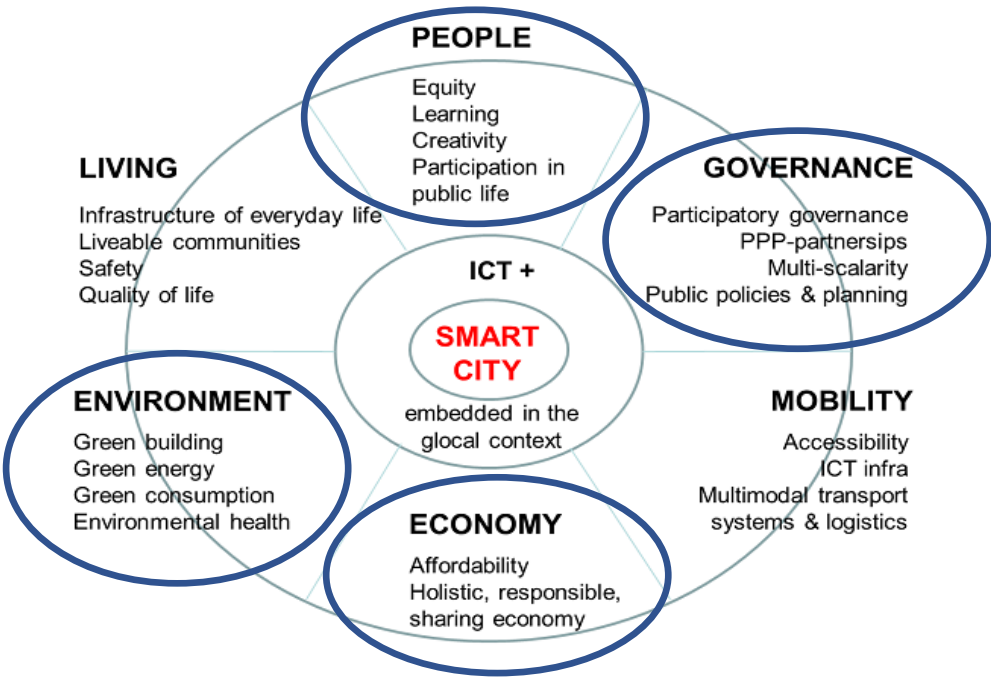 PEOPLE
Equity
Learning
Creativity
Participation in
public life
LIVING
Infrastructure of everyday life
Liveable communities
Safety
Quality of life
GOVERNANCE
Participatory governance
PPP-partnersips
Multi-scalarity
Public policies & planning
ICT +
SMART
CITY
embedded in the
glocal context
ENVIRONMENT
Green building
Green energy
Green consumption
Environmental health
ECONOMY
Affordability
Holistic, responsible,
sharing economy
MOBILITY
Accessibility
ICT infra
Multimodal transport
systems & logistics